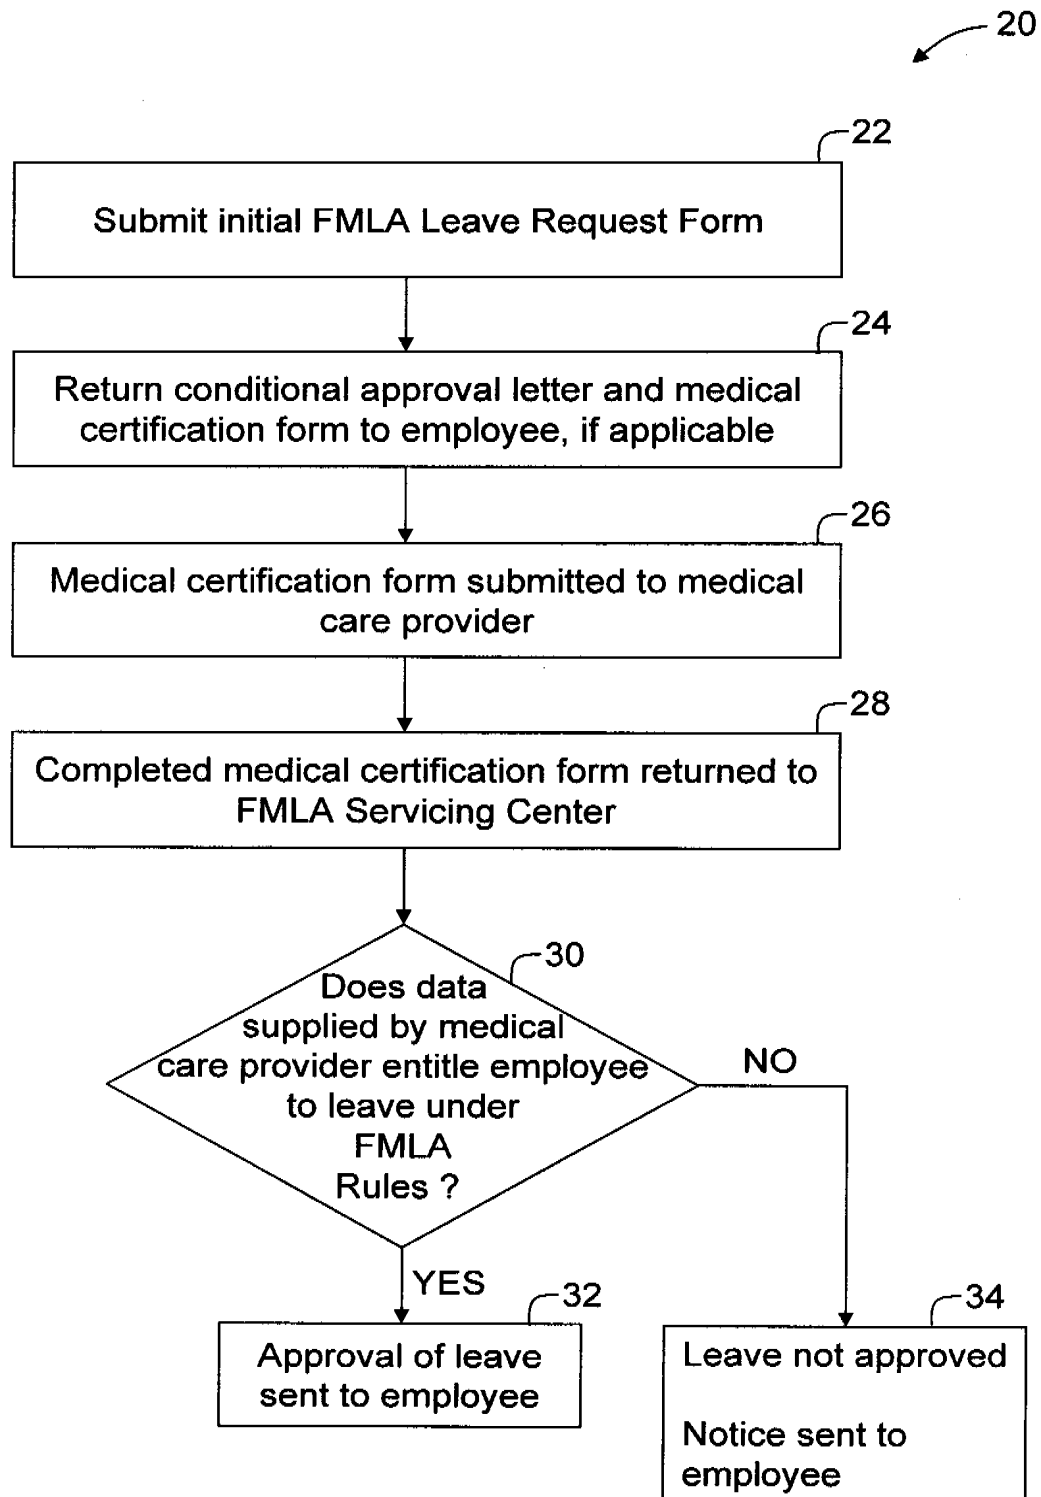 20
22
Submit initial FMLA Leave Request Form
24
Return conditional approval letter and medical
certification form to employee, if applicable
26
Medical certification form submitted to medical
care provider
28
Completed medical certification form returned to
FMLA Servicing Center
30
Does data
supplied by medical
care provider entitle employee
to leave under
FMLA
Rules ?
NO
YES
32
Approval of leave
sent to employee
34
Leave not approved
Notice sent to
employee